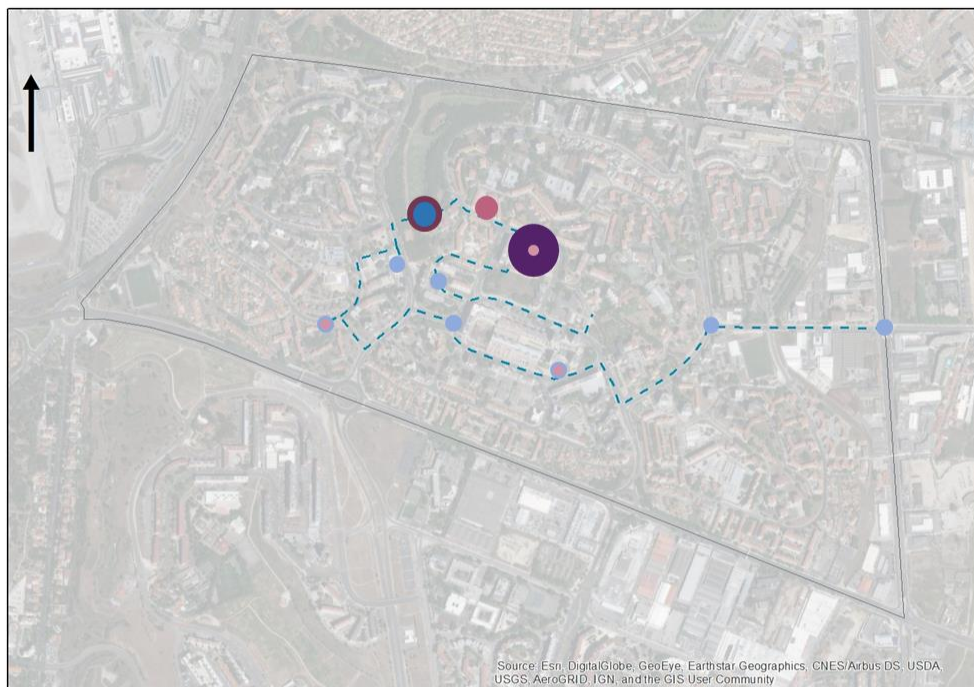 Source: Esri, DigitalGlobe, GeoEye, Earthstar Geographics, CNES/Airbus DS, USDA,
USGS, AeroGRID, IGN, and the GIS User Community